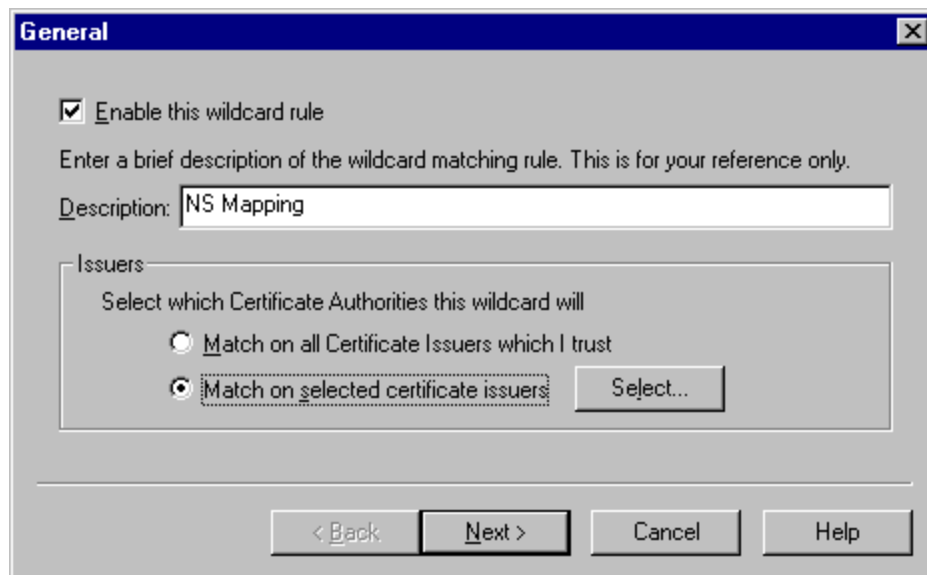 General
Enable this wildcard rule
Enter a brief description of the wildcard matching rule. This is for your reference only.
Description: NS Mapping
Issuers
Select which Certificate Authorities this wildcard will
Match on all Certificate Issuers which I trust
Match on selected certificate issuers Select...
< Back Next > Cancel Help